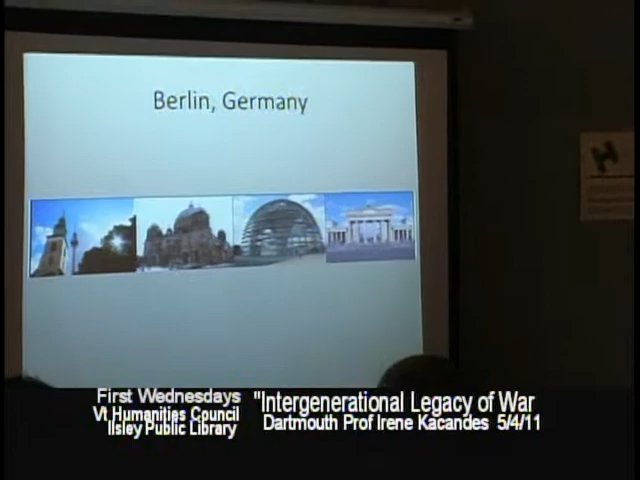 Berlin, Germany
H
First Wednesdays
Vt Humanities Council
Ilsley Public Library
"Intergenerational Legacy of War
Dartmouth Prof Irene Kacandes 5/4/11